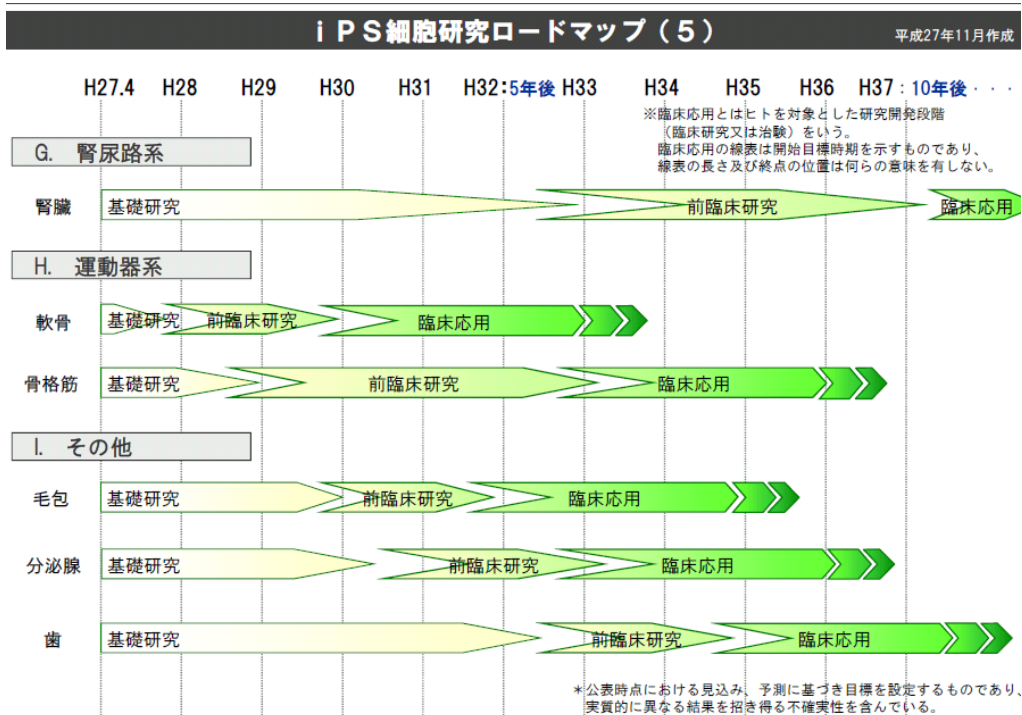 iPS細胞研究ロードマップ（5）
平成27年11月作成
H27.4 H28 H29 H30 H31 H32：5年後 H33 H34 H35 H36 H37：10年後・・・
※臨床応用とはヒトを対象とした研究開発段階
（臨床研究又は治験）をいう。
臨床応用の線表は開始目標時期を示すものであり、
線表の長さ及び終点の位置は何らの意味を有しない。
G. 腎尿路系
腎臓 基礎研究 前臨床研究 臨床応用
H. 運動器系
軟骨 基礎研究 前臨床研究 臨床応用
骨格筋 基礎研究 前臨床研究 臨床応用
I. その他
毛包 基礎研究 前臨床研究 臨床応用
分泌腺 基礎研究 前臨床研究 臨床応用
歯 基礎研究 前臨床研究 臨床応用
＊公表時点における見込み、予測に基づき目標を設定するものであり、
実質的に異なる結果を招き得る不確実性を含んでいる。